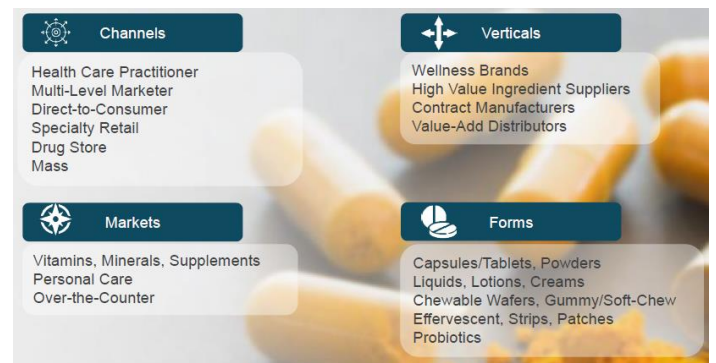 Channels
Health Care Practitioner
Multi-Level Marketer
Direct-to-Consumer
Specialty Retail
Drug Store
Mass
Verticals
Wellness Brands
High Value Ingredient Suppliers
Contract Manufacturers
Value-Add Distributors
Markets
Vitamins, Minerals, Supplements
Personal Care
Over-the-Counter
Forms
Capsules/Tablets, Powders
Liquids, Lotions, Creams
Chewable Wafers, Gummy/Soft-Chew
Effervescent, Strips, Patches
Probiotics